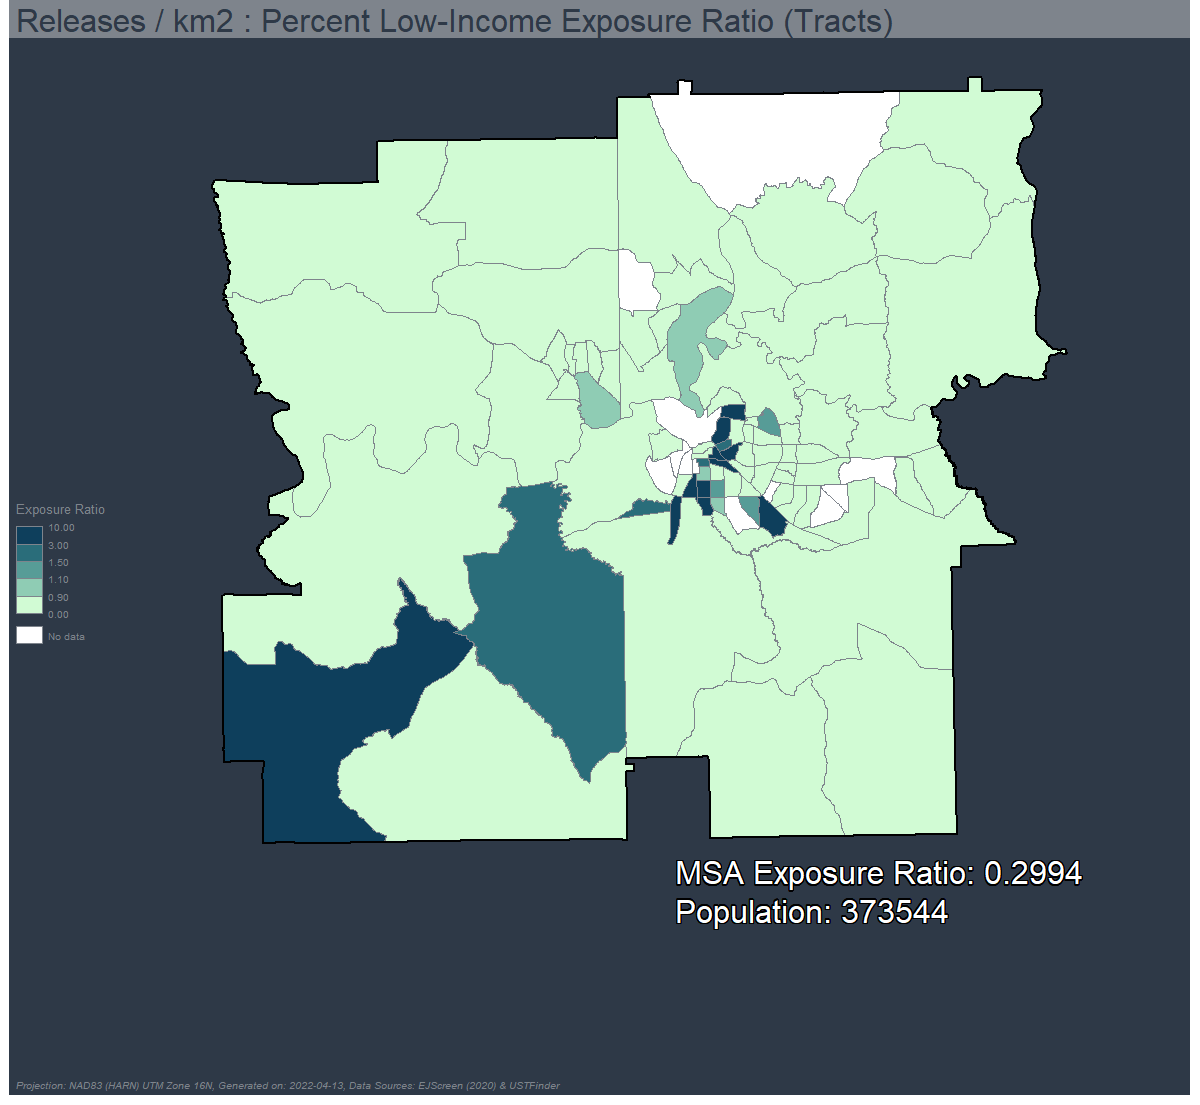 Releases / km2 : Percent Low-Income Exposure Ratio (Tracts)
Exposure Ratio
10.00
3.00
1.50
1.10
0.90
0.00
No data
MSA Exposure Ratio: 0.2994
Population: 373544
Projection: NAD83 (HARN) UTM Zone 16N, Generated on: 2022-04-13, Data Sources: EJScreen (2020) & USTFinder